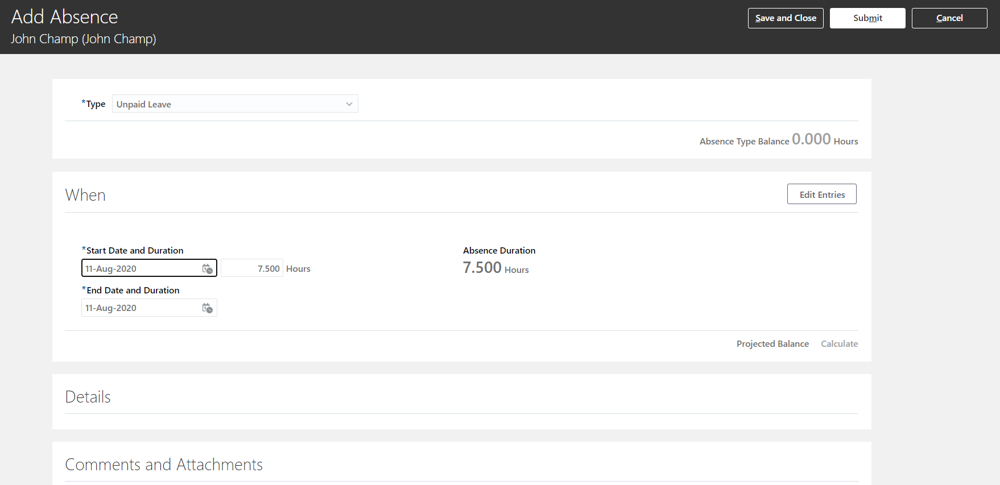 Add Absence
John Champ (John Champ)
Save and Close
Submit
Cancel
*Type Unpaid Leave
Absence Type Balance 0.000 Hours
When
Edit Entries
*Start Date and Duration
11-Aug-2020 7.500 Hours
Absence Duration
7.500 Hours
*End Date and Duration
11-Aug-2020
Projected Balance Calculate
Details
Comments and Attachments